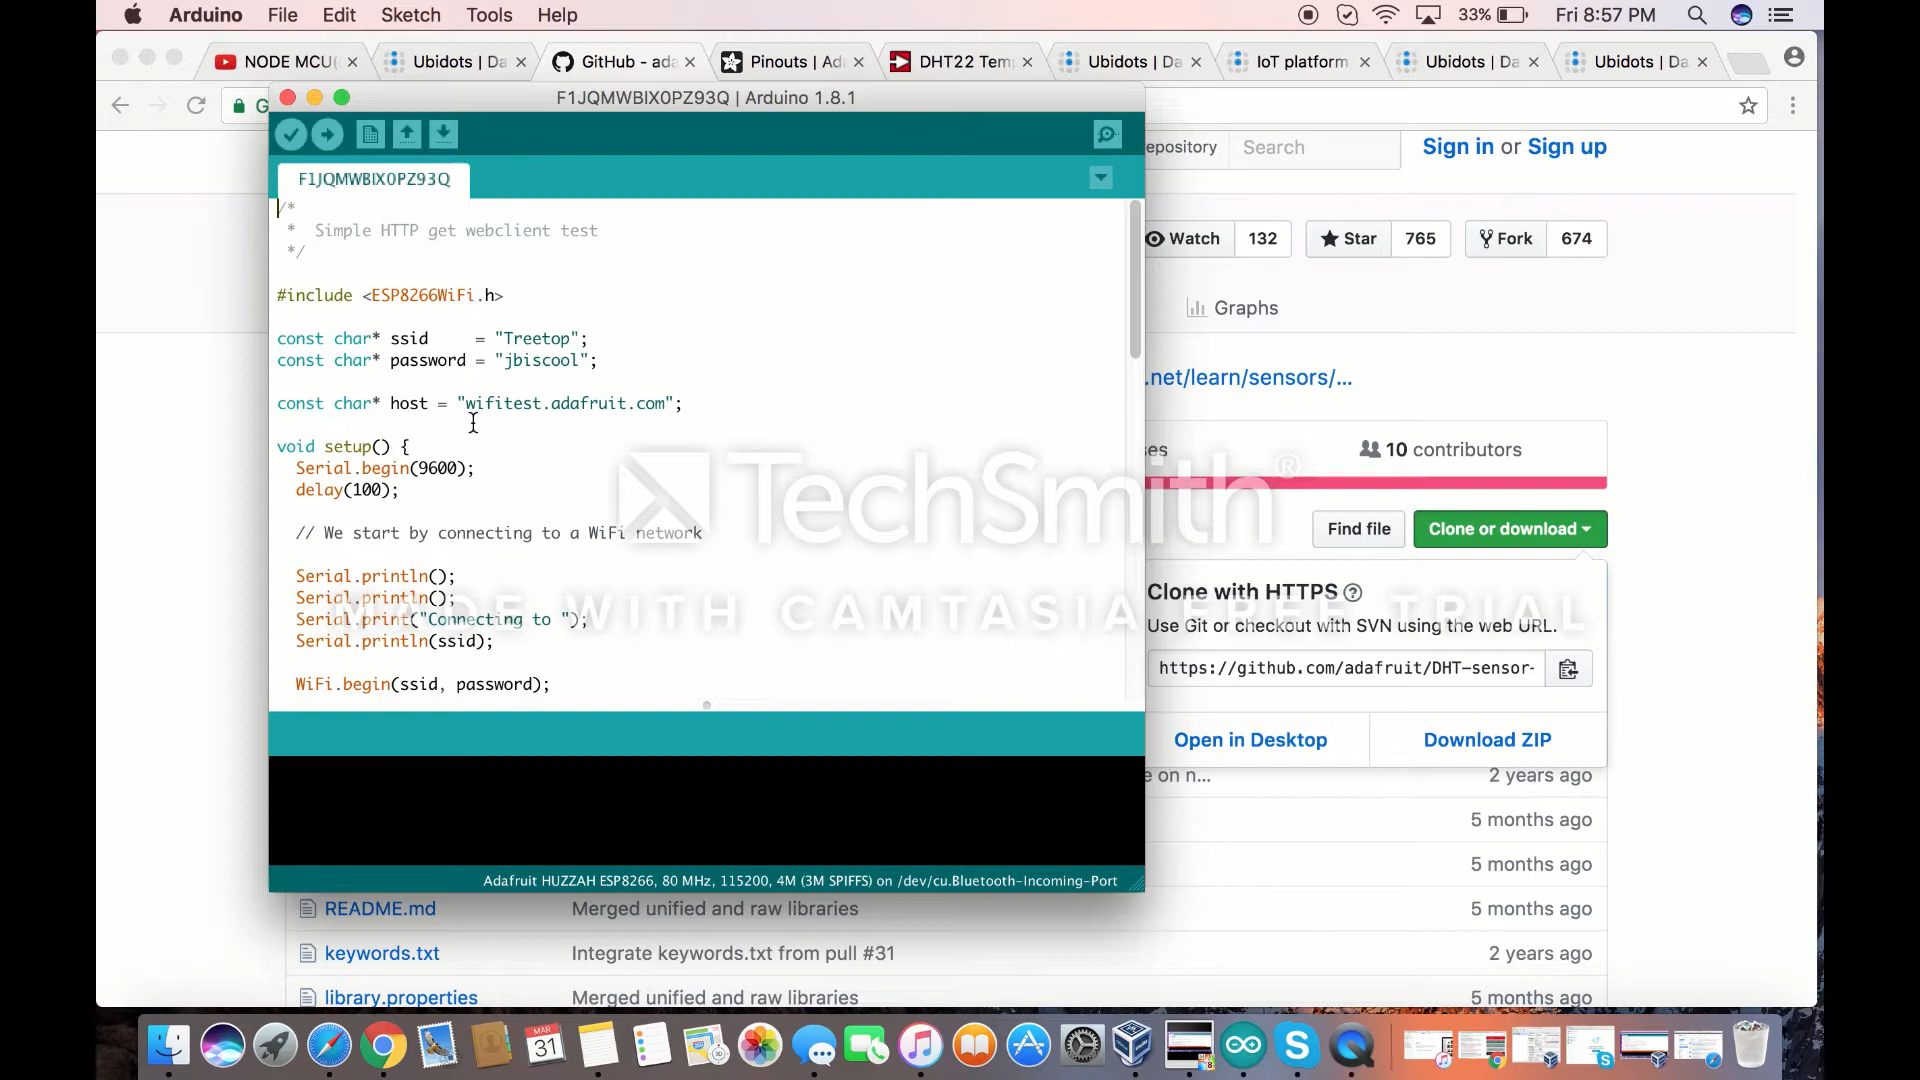 Arduino File Edit Sketch Tools Help 33% Fri 8:57 PM
NODE MCU( Ubidots | Da GitHub - ada Pinouts | Ad DHT22 Tem Ubidots | Da IoT platform Ubidots | Da Ubidots | Da
G
F1JQMWBIX0PZ93Q | Arduino 1.8.1
epository Search Sign in or Sign up
F1JQMWBIX0PZ93Q
/*
* Simple HTTP get webclient test
*/
Watch 132 Star 765 Fork 674
#include <ESP8266WiFi.h>
Graphs
const char* ssid = "Treetop";
const char* password = "jbiscool";
.net/learn/sensors/...
const char* host = "wifitest.adafruit.com";
void setup() {
ses 10 contributors
Serial.begin(9600);
delay(100);
TechSmith®
// We start by connecting to a WiFi network
Find file Clone or download
Serial.println();
Serial.println();
Serial.print("Connecting to ");
Serial.println(ssid);
MADE WITH CAMTASIA FREE TRIAL
Clone with HTTPS
Use Git or checkout with SVN using the web URL.
https://github.com/adafruit/DHT-sensor-
WiFi.begin(ssid, password);
Open in Desktop Download ZIP
e on n... 2 years ago
5 months ago
5 months ago
Adafruit HUZZAH ESP8266, 80 MHz, 115200, 4M (3M SPIFFS) on /dev/cu.Bluetooth-Incoming-Port
README.md Merged unified and raw libraries 5 months ago
keywords.txt Integrate keywords.txt from pull #31 2 years ago
library.properties Merged unified and raw libraries 5 months ago
MAR
31